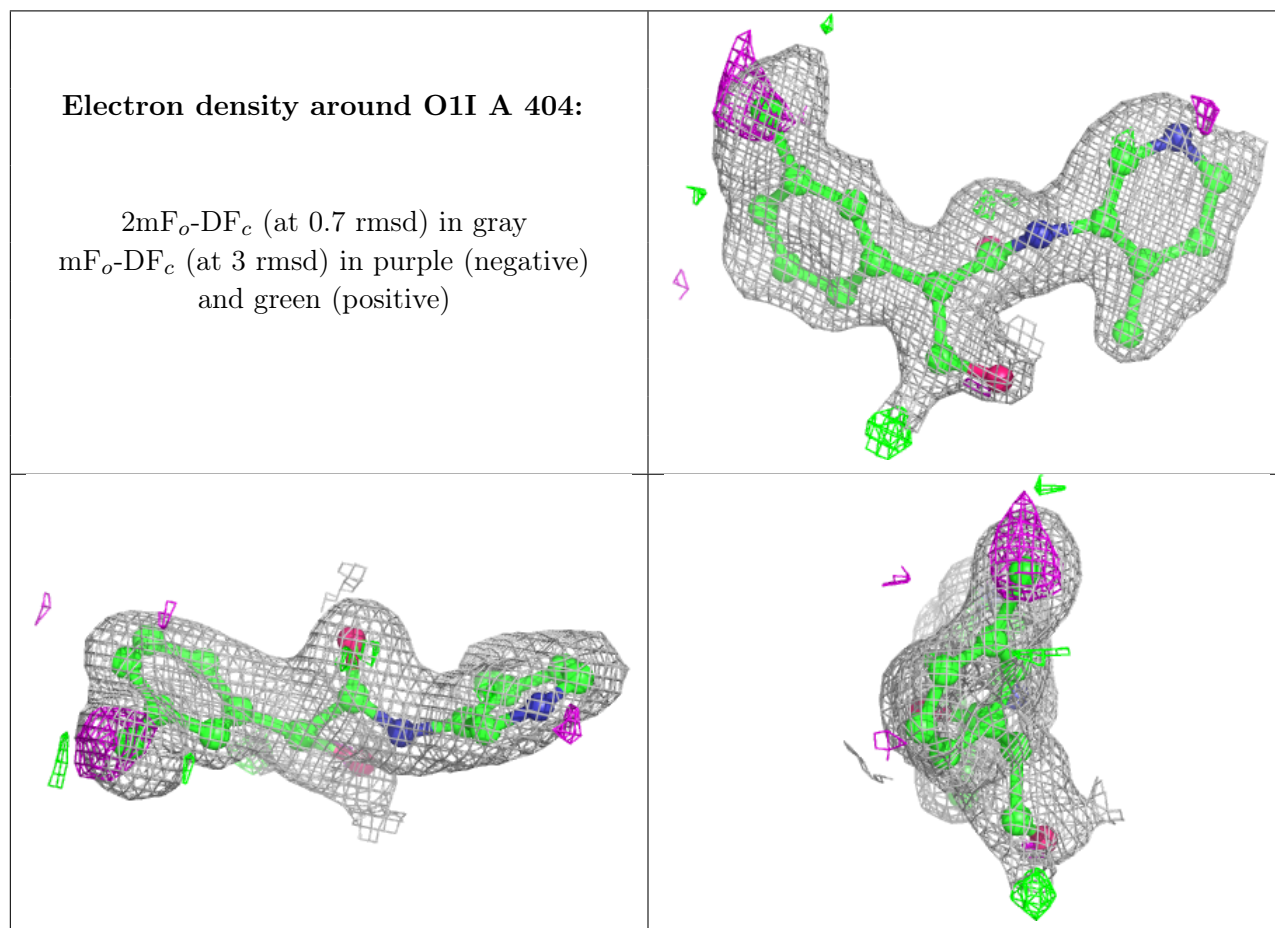 Electron density around O1I A 404:
2mFo-DFc (at 0.7 rmsd) in gray
mFo-DFc (at 3 rmsd) in purple (negative)
and green (positive)